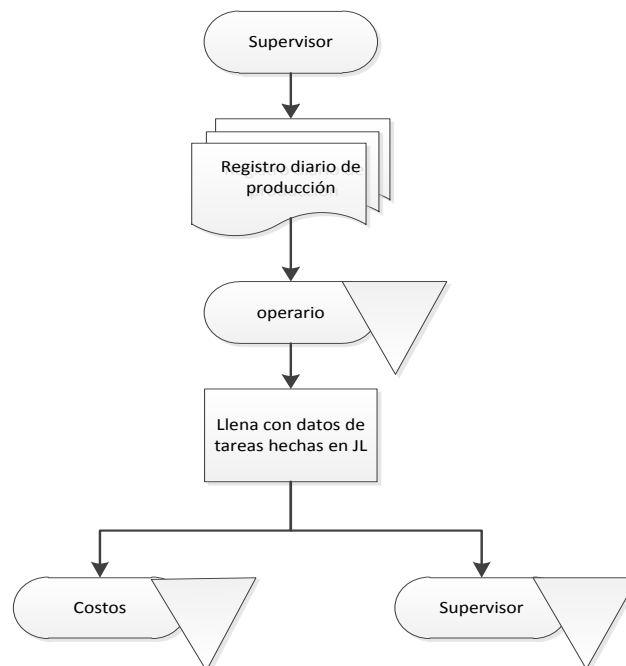 Supervisor
Registro diario de
producción
operario
Llena con datos de
tareas hechas en JL
Costos
Supervisor